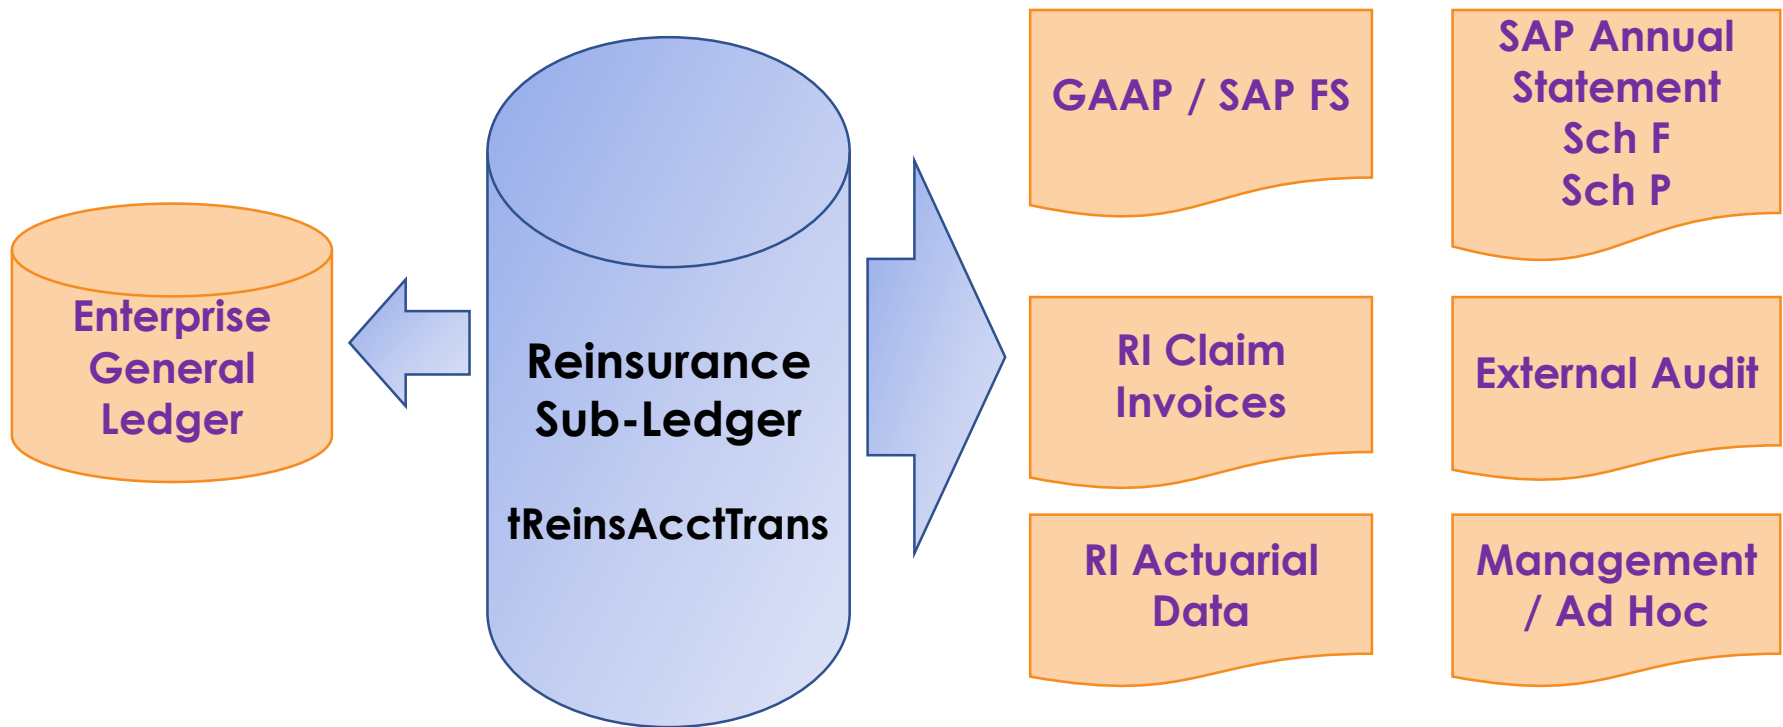 Enterprise
General
Ledger
Reinsurance
Sub-Ledger
tReinsAcctTrans
GAAP / SAP FS
SAP Annual
Statement
Sch F
Sch P
RI Claim
Invoices
External Audit
RI Actuarial
Data
Management
/ Ad Hoc